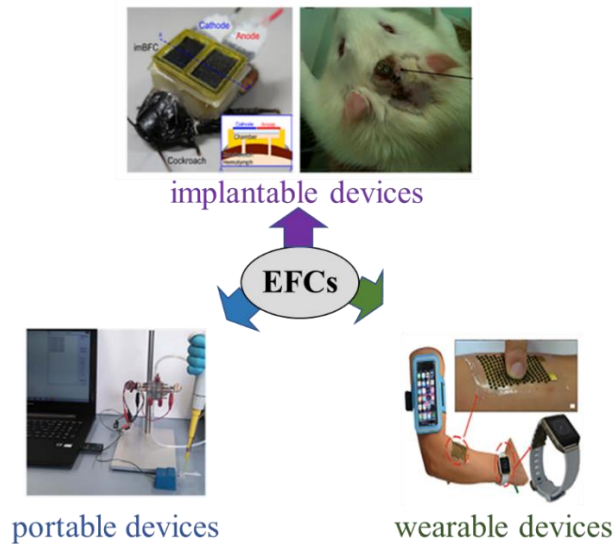 Cathode
Anode
imBFC
Cathode Anode
Chamber
Hemolymph
Cockroach
implantable devices
EFCs
portable devices
wearable devices